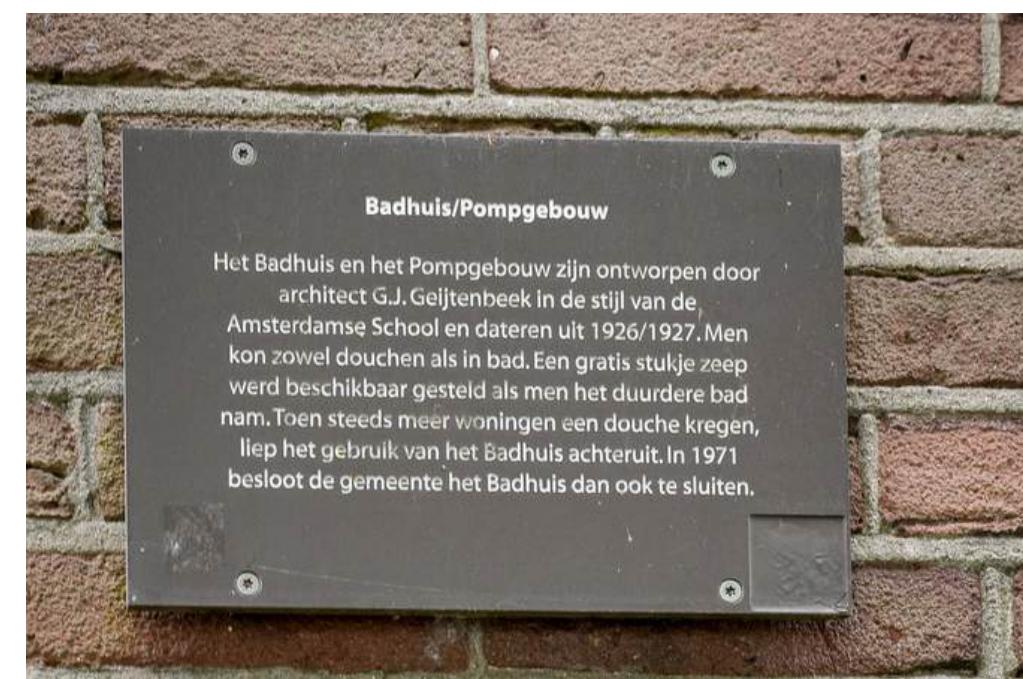 Badhuis/Pompgebouw
Het Badhuis en het Pompgebouw zijn ontworpen door
architect G.J. Geijtenbeek in de stijl van de
Amsterdamse School en dateren uit 1926/1927. Men
kon zowel douchen als in bad. Een gratis stukje zeep
werd beschikbaar gesteld als men het duurdere bad
nam. Toen steeds meer woningen een douche kregen,
liep het gebruik van het Badhuis achteruit. In 1971
besloot de gemeente het Badhuis dan ook te sluiten.